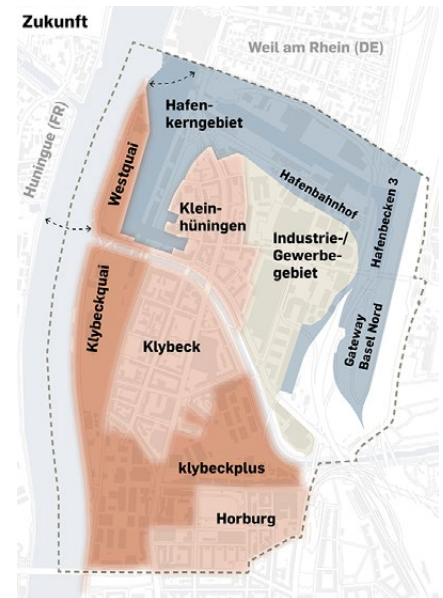 Zukunft
Weil am Rhein (DE)
Huningue (FR)
Hafen-
kerngebiet
Westquai
Hafenbahnhof
Hafenbecken 3
Klein-
hüningen
Industrie-/
Gewerbe-
gebiet
Gateway
Basel Nord
Klybeckquai
Klybeck
klybeckplus
Horburg